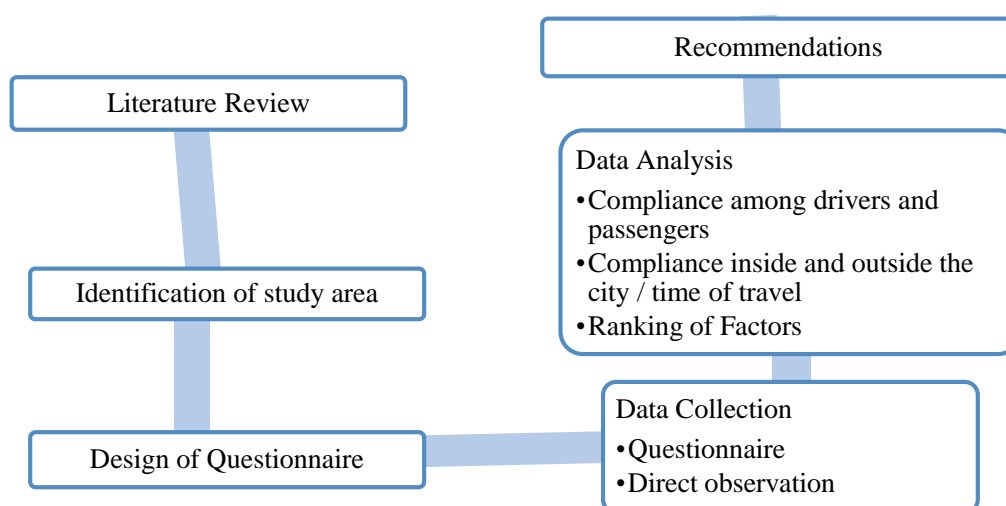 Literature Review
Identification of study area
Design of Questionnaire
Data Collection
•Questionnaire
•Direct observation
Data Analysis
•Compliance among drivers and
passengers
•Compliance inside and outside the
city / time of travel
•Ranking of Factors
Recommendations